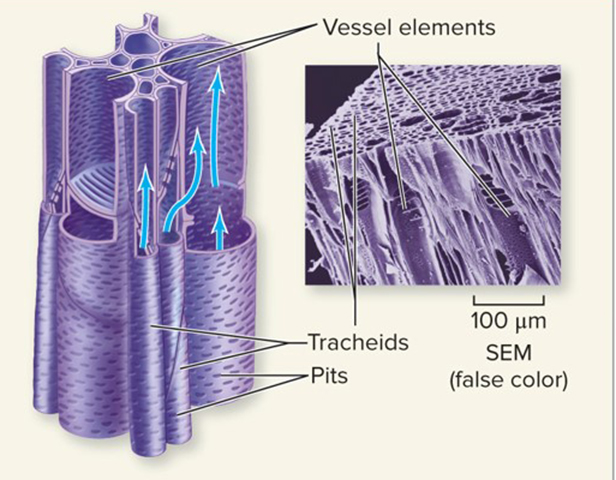 Vessel elements
Tracheids
Pits
100 µm
SEM
(false color)